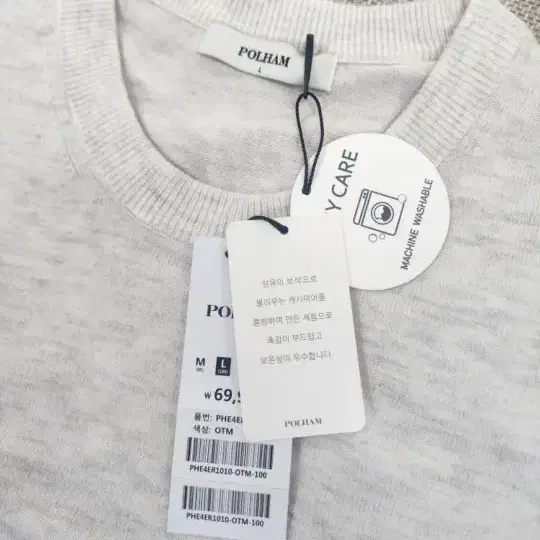 POLHAM
L
Y CARE
MACHINE WASHABLE
섬유의 보석'으로
불리우는 캐시미어를
혼방하여 만든 제품으로
촉감이 부드럽고
보온성이 우수합니다.
POLHAM
PO
M
L
(M)
(100)
₩ 69,
품번: PHE4ER
색상: OTM
PHE4ER1010-OTM-100
PHE4ER1010-OTM-100